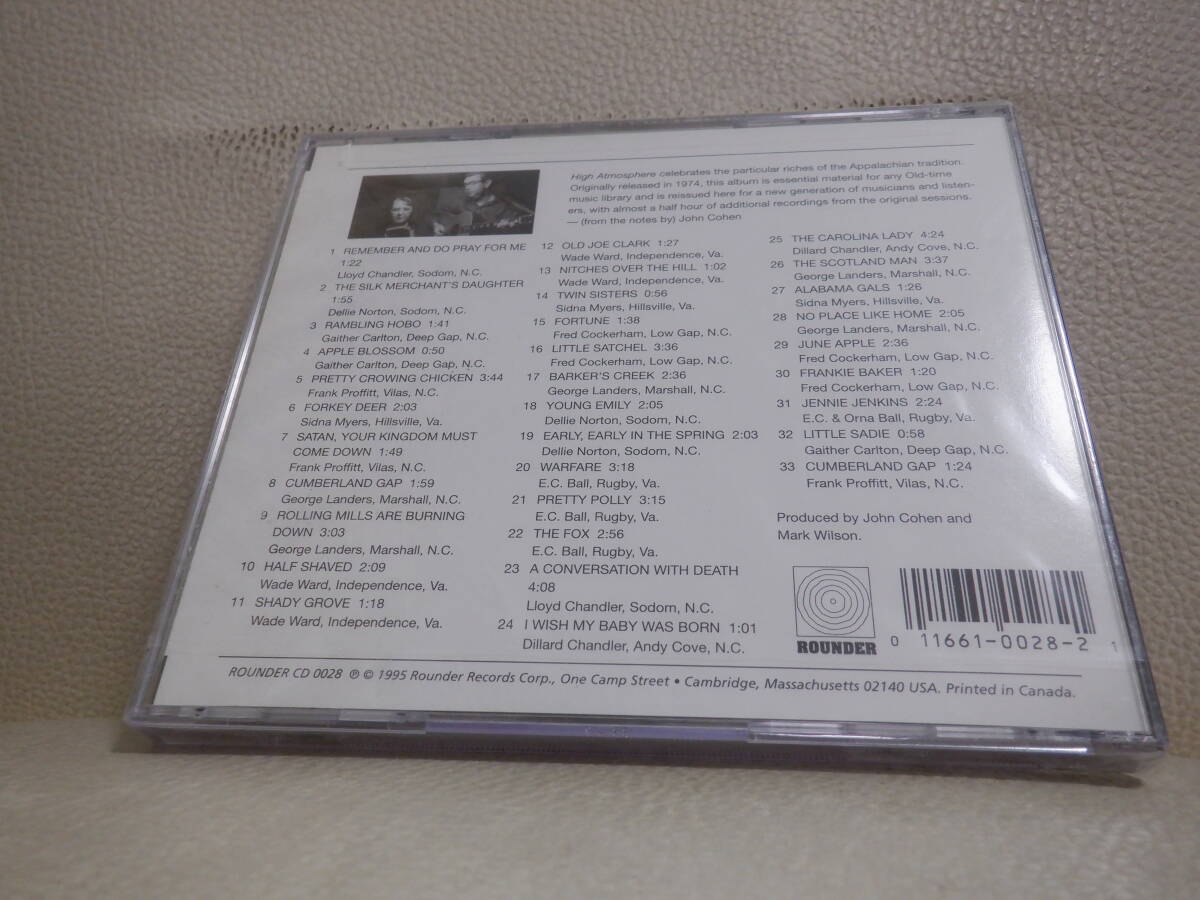 High Atmosphere celebrates the particular riches of the Appalachian tradition.
Originally released in 1974, this album is essential material for any Old-time
music library and is reissued here for a new generation of musicians and listen-
ers, with almost a half hour of additional recordings from the original sessions.
— (from the notes by) John Cohen
1 REMEMBER AND DO PRAY FOR ME
1:22
Lloyd Chandler, Sodom, N.C.
2 THE SILK MERCHANT'S DAUGHTER
1:55
Dellie Norton, Sodom, N.C.
3 RAMBLING HOBO 1:41
Gaither Carlton, Deep Gap, N.C.
4 APPLE BLOSSOM 0:50
Gaither Carlton, Deep Gap, N.C.
5 PRETTY CROWING CHICKEN 3:44
Frank Proffitt, Vilas, N.C.
6 FORKEY DEER 2:03
Sidna Myers, Hillsville, Va.
7 SATAN, YOUR KINGDOM MUST
COME DOWN 1:49
Frank Proffitt, Vilas, N.C.
8 CUMBERLAND GAP 1:59
George Landers, Marshall, N.C.
9 ROLLING MILLS ARE BURNING
DOWN 3:03
George Landers, Marshall, N.C.
10 HALF SHAVED 2:09
Wade Ward, Independence, Va.
11 SHADY GROVE 1:18
Wade Ward, Independence, Va.
12 OLD JOE CLARK 1:27
Wade Ward, Independence, Va.
13 NITCHES OVER THE HILL 1:02
Wade Ward, Independence, Va.
14 TWIN SISTERS 0:56
Sidna Myers, Hillsville, Va.
15 FORTUNE 1:38
Fred Cockerham, Low Gap, N.C.
16 LITTLE SATCHEL 3:36
Fred Cockerham, Low Gap, N.C.
17 BARKER'S CREEK 2:36
George Landers, Marshall, N.C.
18 YOUNG EMILY 2:05
Dellie Norton, Sodom, N.C.
19 EARLY, EARLY IN THE SPRING 2:03
Dellie Norton, Sodom, N.C.
20 WARFARE 3:18
E.C. Ball, Rugby, Va.
21 PRETTY POLLY 3:15
E.C. Ball, Rugby, Va.
22 THE FOX 2:56
E.C. Ball, Rugby, Va.
23 A CONVERSATION WITH DEATH
4:08
Lloyd Chandler, Sodom, N.C.
24 I WISH MY BABY WAS BORN 1:01
Dillard Chandler, Andy Cove, N.C.
25 THE CAROLINA LADY 4:24
Dillard Chandler, Andy Cove, N.C.
26 THE SCOTLAND MAN 3:37
George Landers, Marshall, N.C.
27 ALABAMA GALS 1:26
Sidna Myers, Hillsville, Va.
28 NO PLACE LIKE HOME 2:05
George Landers, Marshall, N.C.
29 JUNE APPLE 2:36
Fred Cockerham, Low Gap, N.C.
30 FRANKIE BAKER 1:20
Fred Cockerham, Low Gap, N.C.
31 JENNIE JENKINS 2:24
E.C. & Orna Ball, Rugby, Va.
32 LITTLE SADIE 0:58
Gaither Carlton, Deep Gap, N.C.
33 CUMBERLAND GAP 1:24
Frank Proffitt, Vilas, N.C.
Produced by John Cohen and
Mark Wilson.
ROUNDER
0 11661-0028-2 1
ROUNDER CD 0028 ℗ © 1995 Rounder Records Corp., One Camp Street • Cambridge, Massachusetts 02140 USA. Printed in Canada.